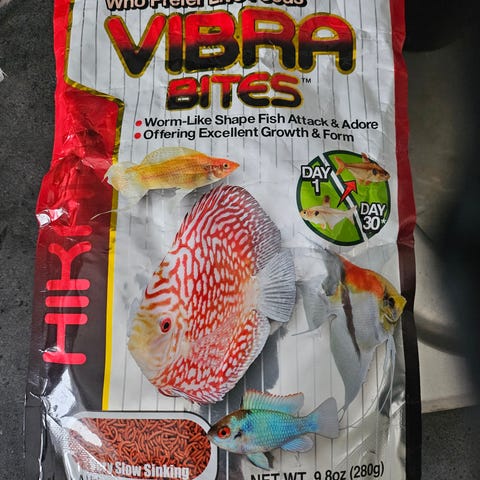 Who Prefer Live Foods
VIBRA
BITES™
• Worm-Like Shape Fish Attack & Adore
• Offering Excellent Growth & Form
DAY
1
DAY
30*
HIKARI
Very Slow Sinking
NET WT. 9.8oz (280g)